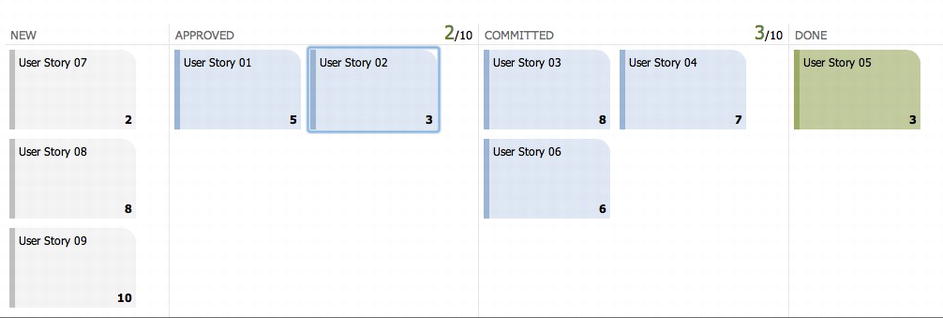 NEW
User Story 07
2
User Story 08
8
User Story 09
10
APPROVED
2/10
User Story 01
5
User Story 02
3
COMMITTED
3/10
User Story 03
8
User Story 04
7
User Story 06
6
DONE
User Story 05
3